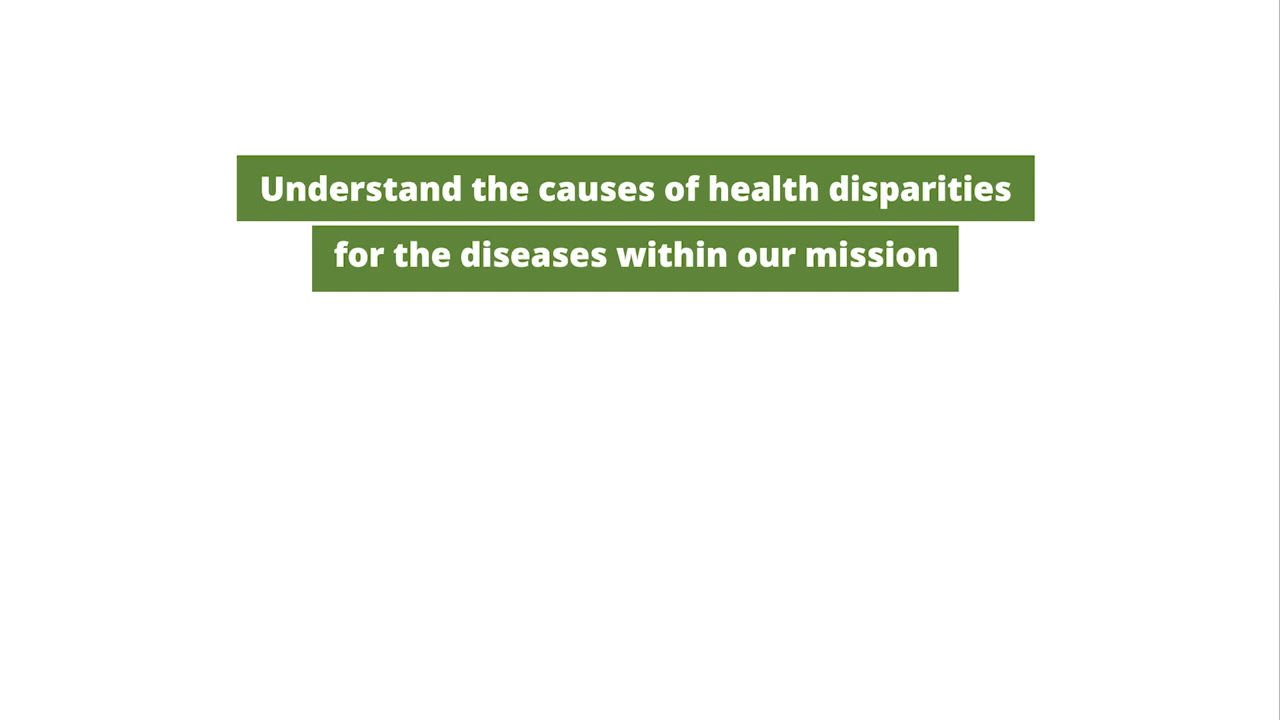 Understand the causes of health disparities
for the diseases within our mission